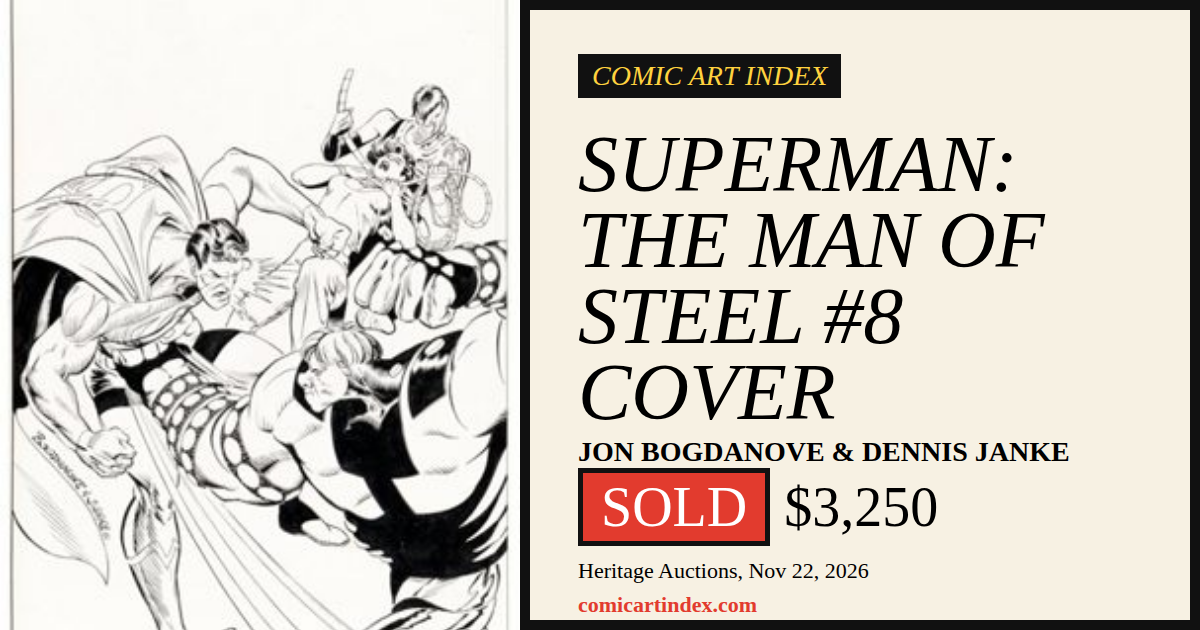 COMIC ART INDEX
SUPERMAN:
THE MAN OF
STEEL #8
COVER
JON BOGDANOVE & DENNIS JANKE
SOLD $3,250
Heritage Auctions, Nov 22, 2026
comicartindex.com